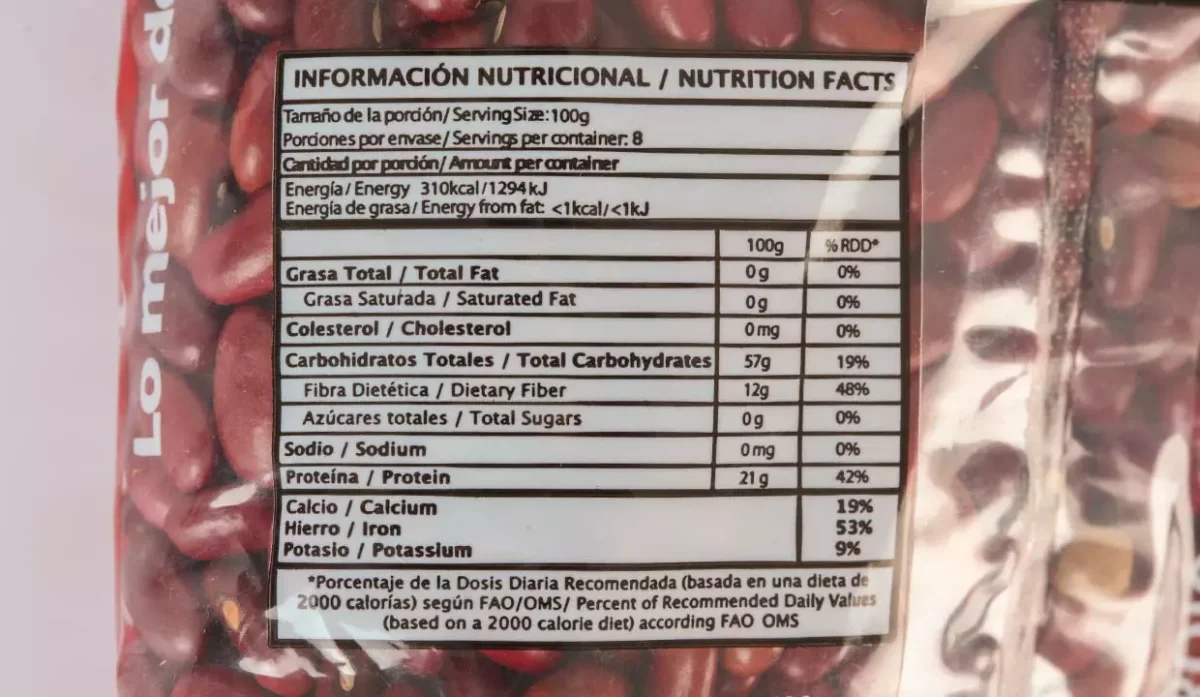 Lo mejor de
INFORMACIÓN NUTRICIONAL / NUTRITION FACTS
Tamaño de la porción/ Serving Size: 100g
Porciones por envase/ Servings per container: 8
Cantidad por porción/ Amount per container
Energía/ Energy 310kcal/1294kJ
Energía de grasa/ Energy from fat: <1kcal/<1kJ
100g % RDD*
Grasa Total / Total Fat 0g 0%
Grasa Saturada / Saturated Fat 0g 0%
Colesterol / Cholesterol 0mg 0%
Carbohidratos Totales / Total Carbohydrates 57g 19%
Fibra Dietética / Dietary Fiber 12g 48%
Azúcares totales / Total Sugars 0g 0%
Sodio / Sodium 0mg 0%
Proteína / Protein 21g 42%
Calcio / Calcium 19%
Hierro / Iron 53%
Potasio / Potassium 9%
*Porcentaje de la Dosis Diaria Recomendada (basada en una dieta de
2000 calorías) según FAO/OMS/ Percent of Recommended Daily Values
(based on a 2000 calorie diet) according FAO OMS